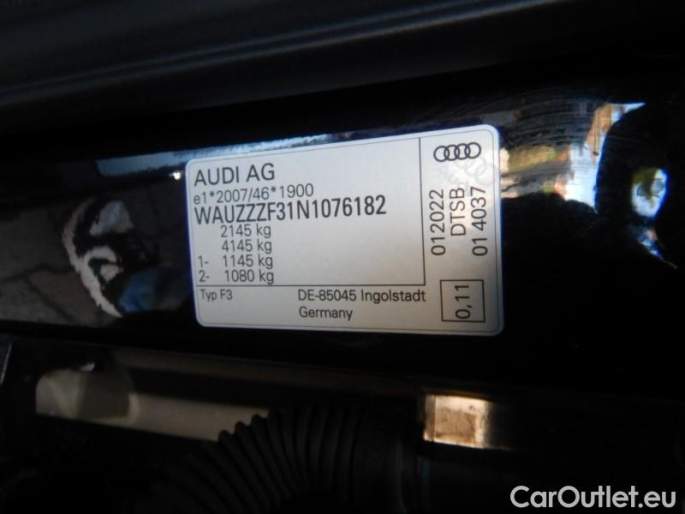 AUDI AG
e1*2007/46*1900
WAUZZZF31N1076182
2145 kg
4145 kg
1- 1145 kg
2- 1080 kg
Typ F3 DE-85045 Ingolstadt
Germany
012022
DTSB
014037
0,11
CarOutlet.eu